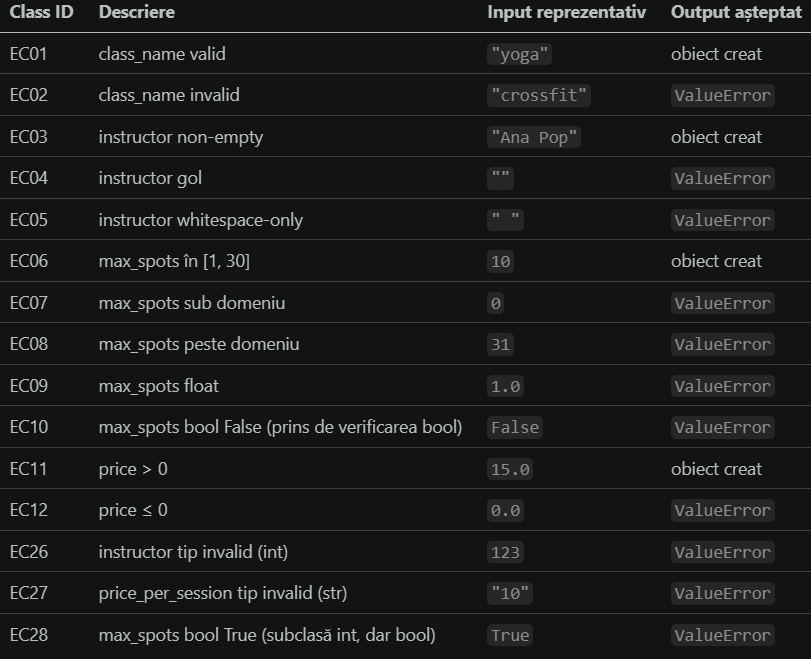 Class ID Descriere Input reprezentativ Output așteptat
EC01 class_name valid "yoga" obiect creat
EC02 class_name invalid "crossfit" ValueError
EC03 instructor non-empty "Ana Pop" obiect creat
EC04 instructor gol "" ValueError
EC05 instructor whitespace-only " " ValueError
EC06 max_spots în [1, 30] 10 obiect creat
EC07 max_spots sub domeniu 0 ValueError
EC08 max_spots peste domeniu 31 ValueError
EC09 max_spots float 1.0 ValueError
EC10 max_spots bool False (prins de verificarea bool) False ValueError
EC11 price > 0 15.0 obiect creat
EC12 price ≤ 0 0.0 ValueError
EC26 instructor tip invalid (int) 123 ValueError
EC27 price_per_session tip invalid (str) "10" ValueError
EC28 max_spots bool True (subclasă int, dar bool) True ValueError